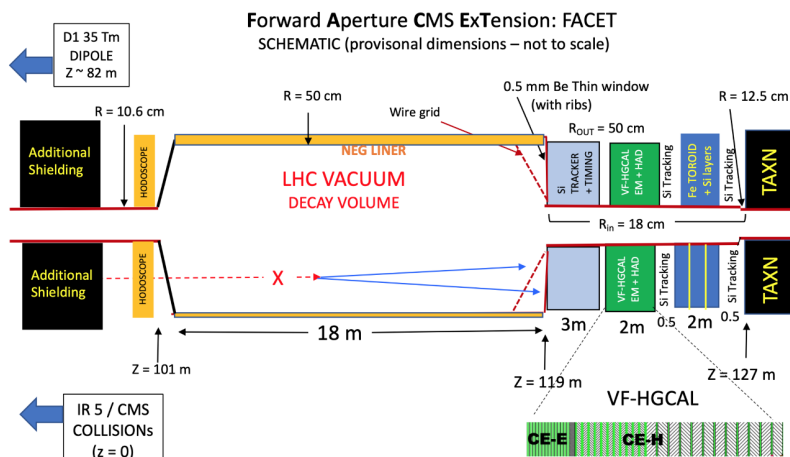 Forward Aperture CMS ExTension: FACET
SCHEMATIC (provisonal dimensions – not to scale)
D1 35 Tm
DIPOLE
Z ~ 82 m
R = 10.6 cm
R = 50 cm
Wire grid
0.5 mm Be Thin window
(with ribs)
R = 12.5 cm
ROUT = 50 cm
Additional
Shielding
HODOSCOPE
NEG LINER
LHC VACUUM
DECAY VOLUME
Si
TRACKER
+ TIMING
VF-HGCAL
EM + HAD
Si Tracking
Fe TOROID
+ Si layers
Si Tracking
TAXN
Rin = 18 cm
Additional
Shielding
HODOSCOPE
X
VF-HGCAL
EM + HAD
Si Tracking
Si Tracking
TAXN
18 m
3m
2m
0.5
2m
0.5
Z = 101 m
Z = 119 m
Z = 127 m
IR 5 / CMS
COLLISIONs
(z = 0)
VF-HGCAL
CE-E
CE-H